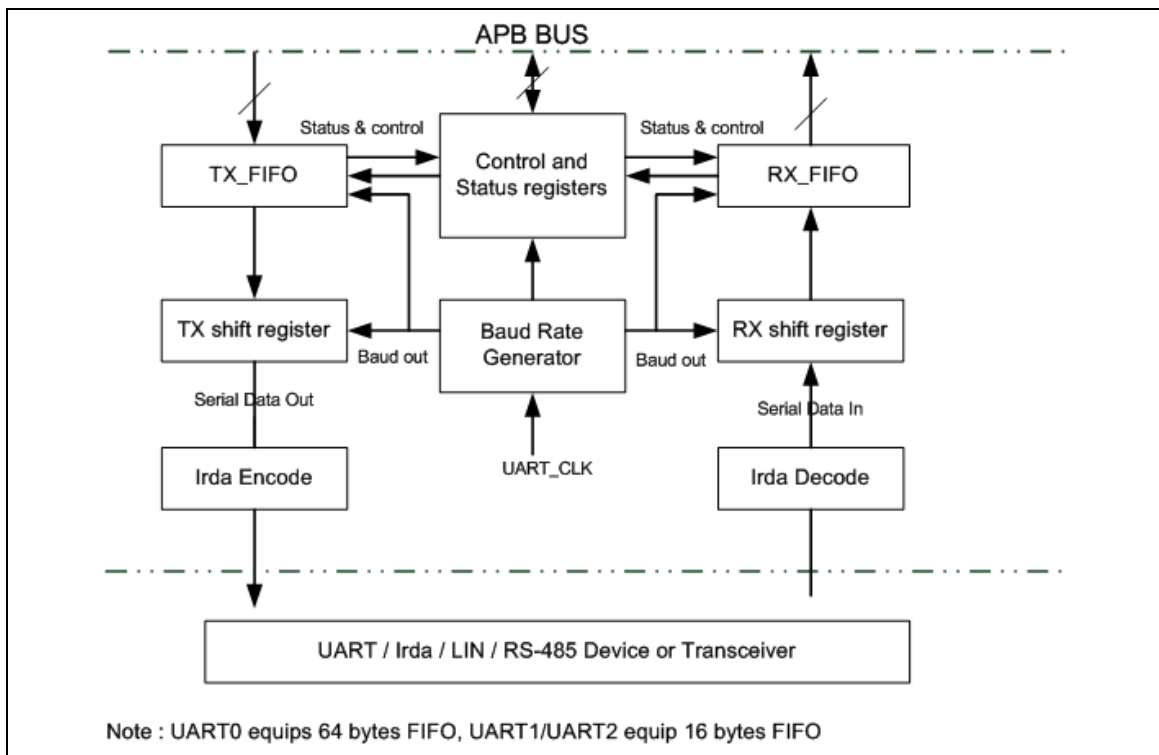 APB BUS
Status & control
Status & control
TX_FIFO
Control and
Status registers
RX_FIFO
TX shift register
Baud Rate
Generator
RX shift register
Baud out
Baud out
Serial Data Out
Serial Data In
Irda Encode
UART_CLK
Irda Decode
UART / Irda / LIN / RS-485 Device or Transceiver
Note : UART0 equips 64 bytes FIFO, UART1/UART2 equip 16 bytes FIFO